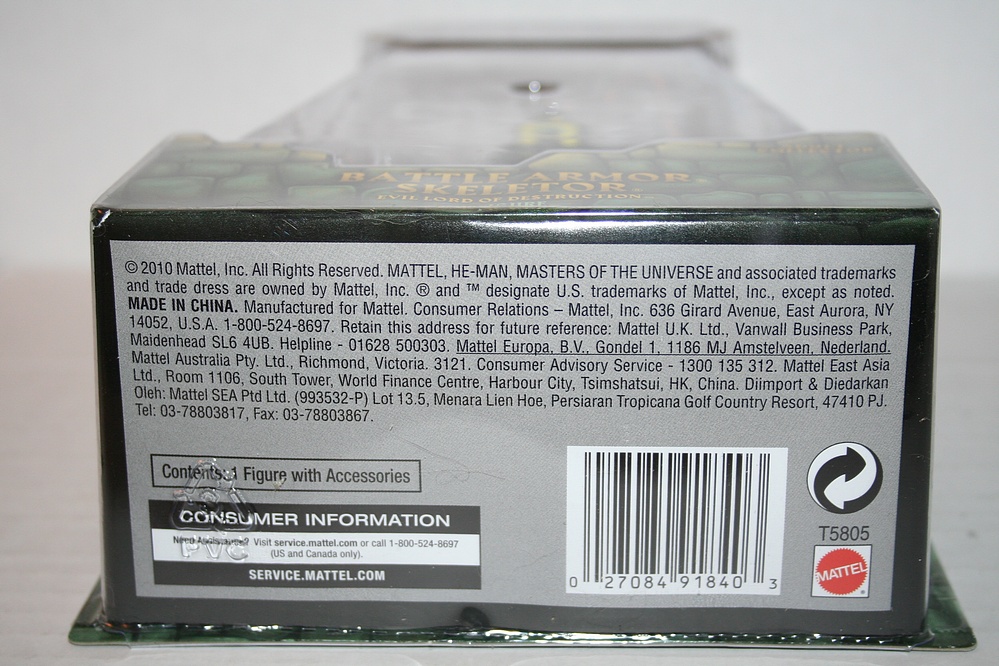 BATTLE ARMOR
SKELETOR™
EVIL LORD OF DESTRUCTION
© 2010 Mattel, Inc. All Rights Reserved. MATTEL, HE-MAN, MASTERS OF THE UNIVERSE and associated trademarks
and trade dress are owned by Mattel, Inc. ® and ™ designate U.S. trademarks of Mattel, Inc., except as noted.
MADE IN CHINA. Manufactured for Mattel. Consumer Relations – Mattel, Inc. 636 Girard Avenue, East Aurora, NY
14052, U.S.A. 1-800-524-8697. Retain this address for future reference: Mattel U.K. Ltd., Vanwall Business Park,
Maidenhead SL6 4UB. Helpline - 01628 500303. Mattel Europa, B.V., Gondel 1, 1186 MJ Amstelveen, Nederland.
Mattel Australia Pty. Ltd., Richmond, Victoria. 3121. Consumer Advisory Service - 1300 135 312. Mattel East Asia
Ltd., Room 1106, South Tower, World Finance Centre, Harbour City, Tsimshatsui, HK, China. Diimport & Diedarkan
Oleh: Mattel SEA Ptd Ltd. (993532-P) Lot 13.5, Menara Lien Hoe, Persiaran Tropicana Golf Country Resort, 47410 PJ.
Tel: 03-78803817, Fax: 03-78803867.
Contents: 1 Figure with Accessories
CONSUMER INFORMATION
Need Assistance? Visit service.mattel.com or call 1-800-524-8697
(US and Canada only).
PVC
SERVICE.MATTEL.COM
0 27084 91840 3
T5805
MATTEL®